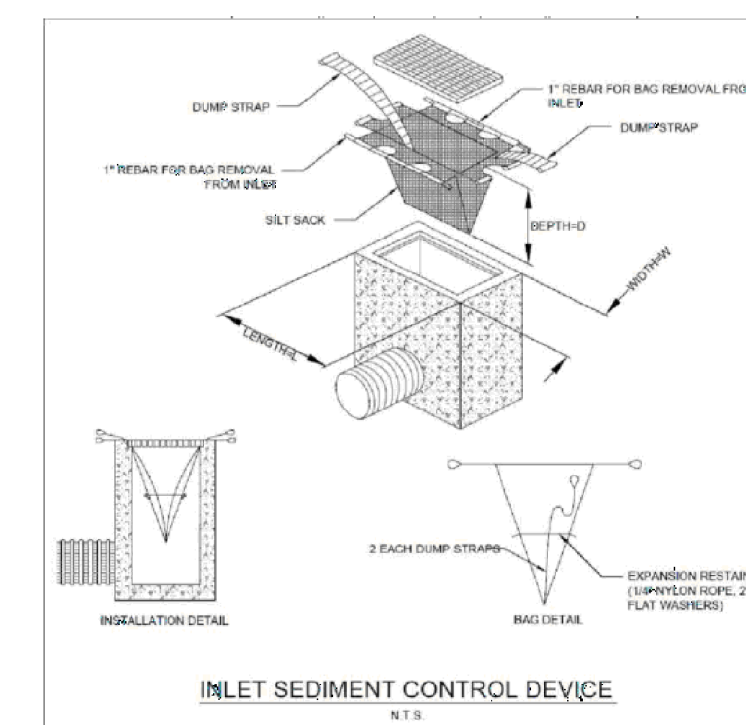 1" REBAR FOR BAG REMOVAL FRO
INLET
DUMP STRAP
DUMP STRAP
1" REBAR FOR BAG REMOVAL
FROM INLET
SILT SACK
DEPTH=D
WIDTH=W
LENGTH=L
2 EACH DUMP STRAPS
EXPANSION RESTAIN
(1/4" NYLON ROPE, 2
FLAT WASHERS)
INSTALLATION DETAIL
BAG DETAIL
INLET SEDIMENT CONTROL DEVICE
N.T.S.